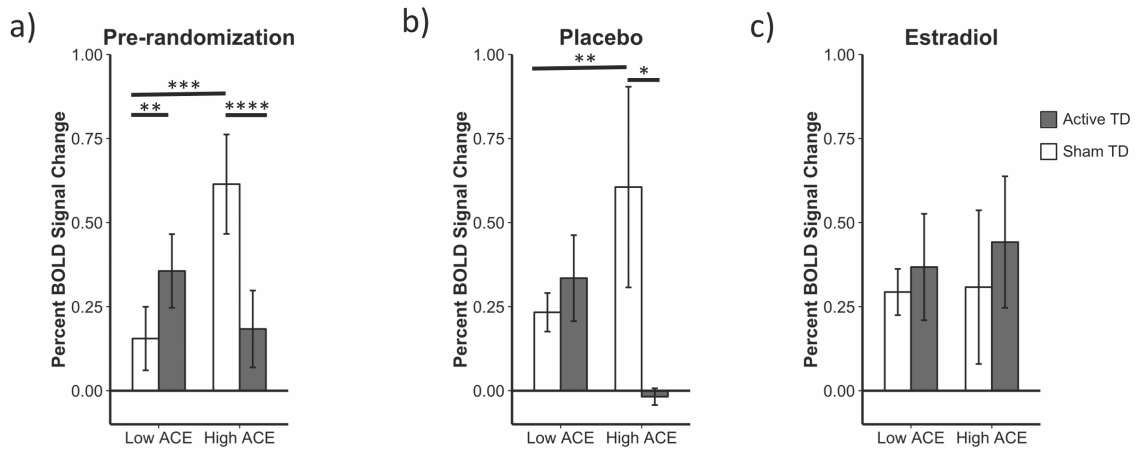 a)
Pre-randomization
Percent BOLD Signal Change
1.00
0.75
0.50
0.25
0.00
***
**
****
Low ACE
High ACE
b)
Placebo
Percent BOLD Signal Change
1.00
0.75
0.50
0.25
0.00
**
*
Low ACE
High ACE
c)
Estradiol
Percent BOLD Signal Change
1.00
0.75
0.50
0.25
0.00
Low ACE
High ACE
Active TD
Sham TD